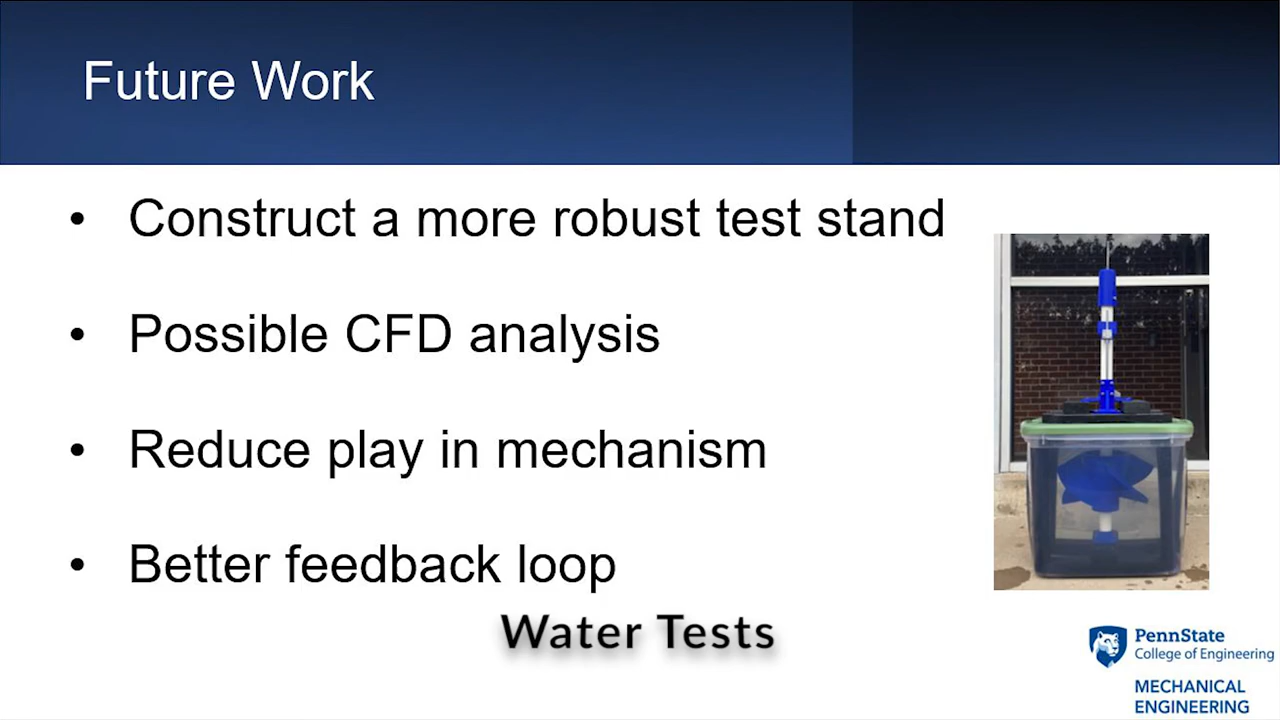 Future Work
• Construct a more robust test stand
• Possible CFD analysis
• Reduce play in mechanism
• Better feedback loop
Water Tests
PennState
College of Engineering
MECHANICAL
ENGINEERING